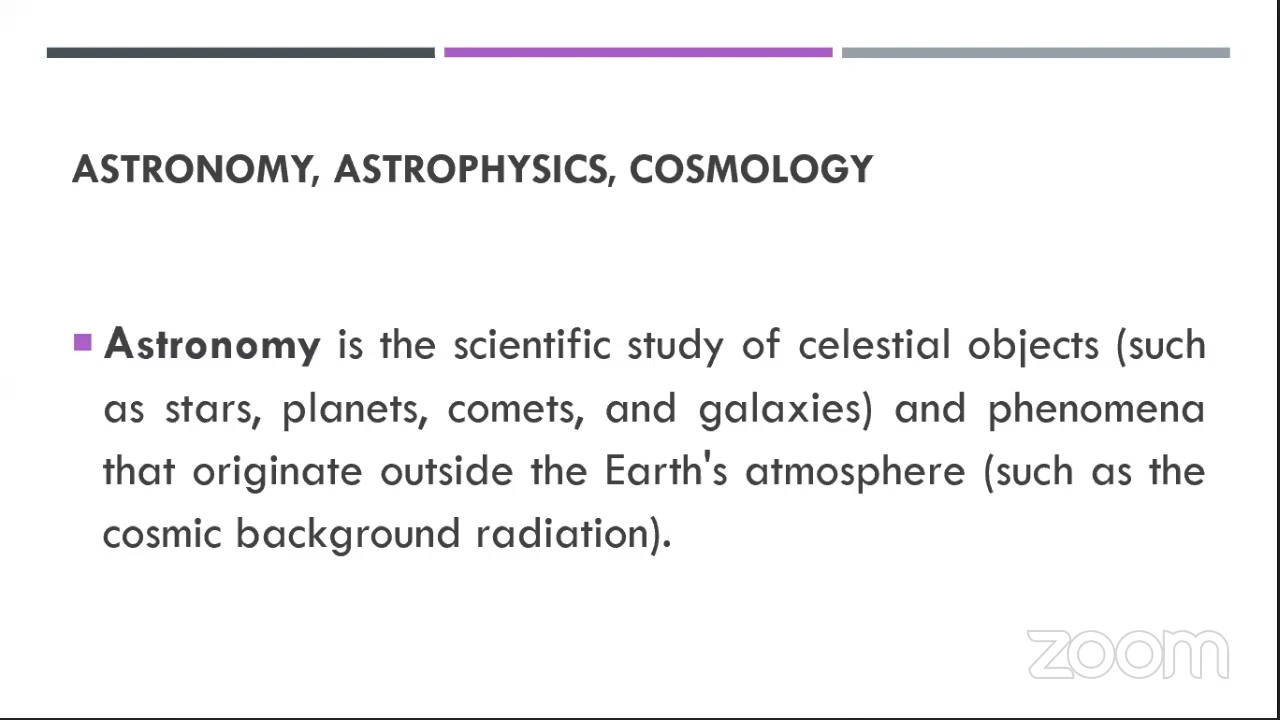 ASTRONOMY, ASTROPHYSICS, COSMOLOGY
Astronomy is the scientific study of celestial objects (such
as stars, planets, comets, and galaxies) and phenomena
that originate outside the Earth's atmosphere (such as the
cosmic background radiation).
zoom